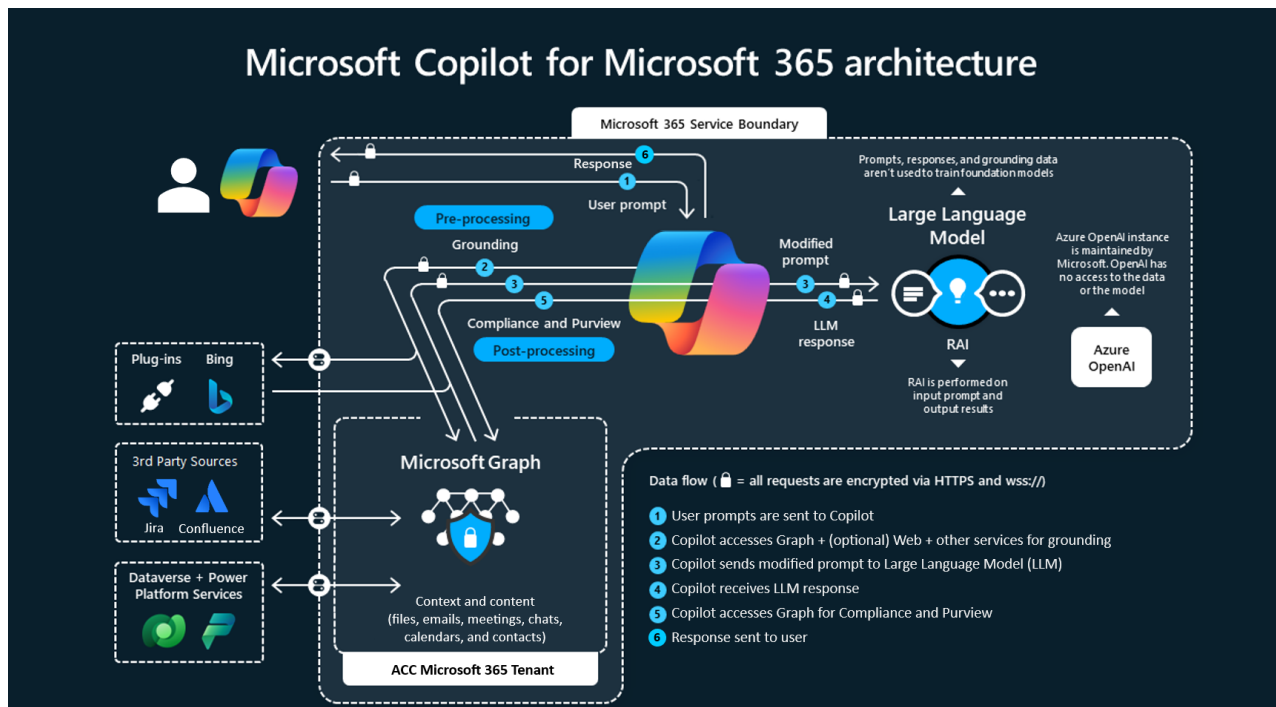 Microsoft Copilot for Microsoft 365 architecture
Microsoft 365 Service Boundary
6
Response
1
User prompt
Pre-processing
Grounding
2
3
5
Compliance and Purview
Post-processing
Modified
prompt
3
4
LLM
response
Prompts, responses, and grounding data
aren't used to train foundation models
Large Language
Model
RAI
RAI is performed on
input prompt and
output results
Azure OpenAI instance
is maintained by
Microsoft. OpenAI has
no access to the data
or the model
Azure
OpenAI
Plug-ins
Bing
3rd Party Sources
Jira
Confluence
Dataverse + Power
Platform Services
Microsoft Graph
Context and content
(files, emails, meetings, chats,
calendars, and contacts)
ACC Microsoft 365 Tenant
Data flow ( = all requests are encrypted via HTTPS and wss://)
1 User prompts are sent to Copilot
2 Copilot accesses Graph + (optional) Web + other services for grounding
3 Copilot sends modified prompt to Large Language Model (LLM)
4 Copilot receives LLM response
5 Copilot accesses Graph for Compliance and Purview
6 Response sent to user